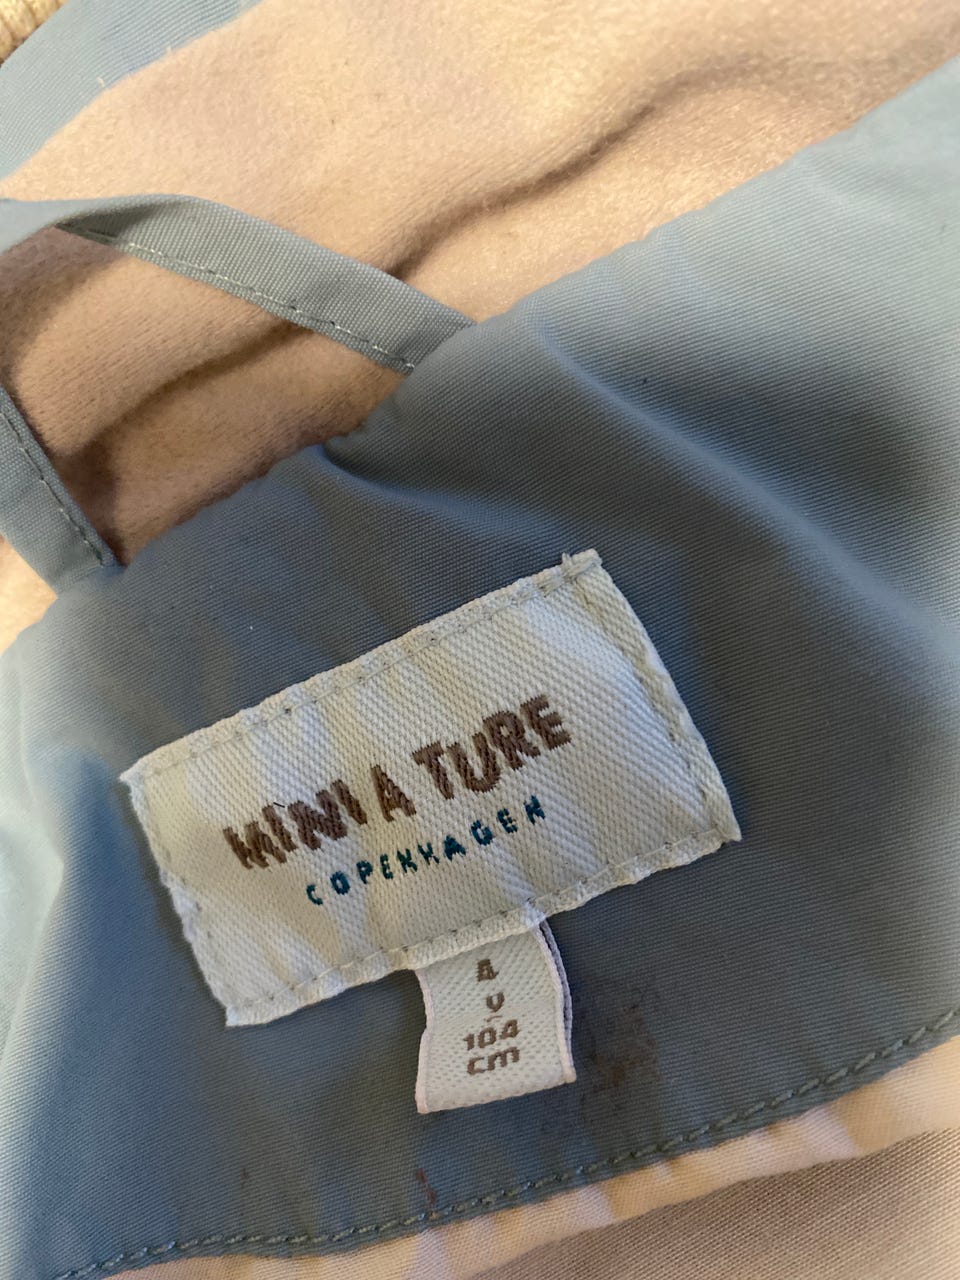 MINI A TURE
COPENHAGEN
4
y
104
cm